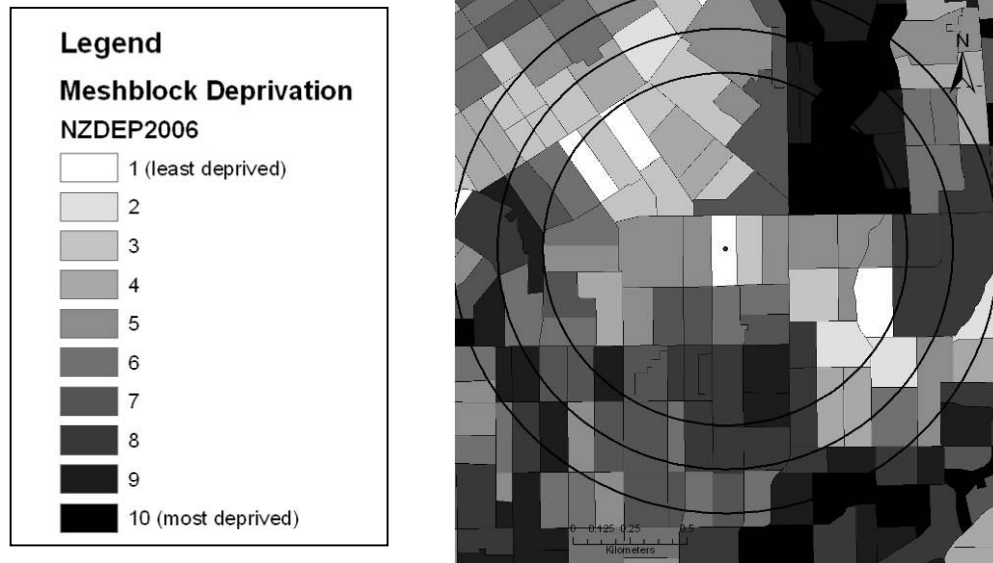 Legend
Meshblock Deprivation
NZDEP2006
1 (least deprived)
2
3
4
5
6
7
8
9
10 (most deprived)
N
0 0.125 0.25 0.5
Kilometers